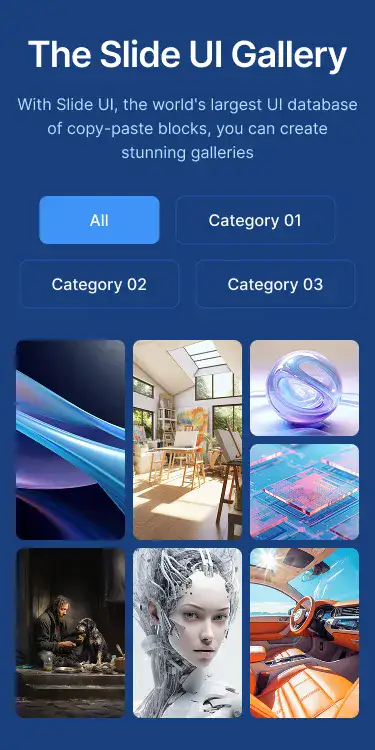 The Slide UI Gallery
With Slide UI, the world's largest UI database
of copy-paste blocks, you can create
stunning galleries
All
Category 01
Category 02
Category 03